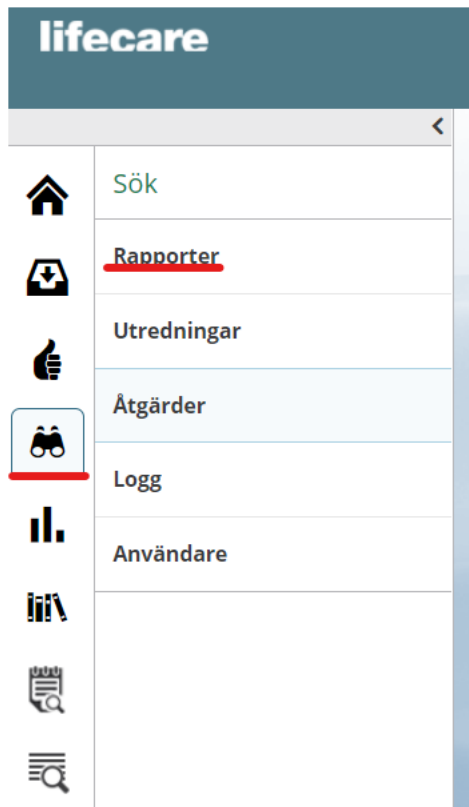 lifecare
Sök
Rapporter
Utredningar
Åtgärder
Logg
Användare